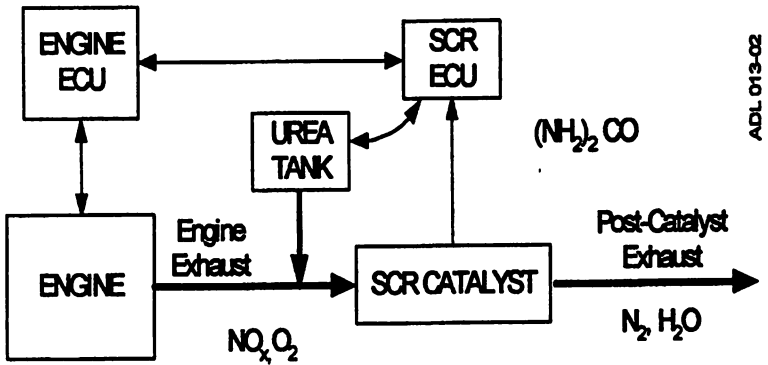 ENGINE
ECU
SCR
ECU
ADL 013-02
UREA
TANK
(NH₂)₂ CO
Engine
Exhaust
Post-Catalyst
Exhaust
ENGINE
SCR CATALYST
NOₓ, O₂
N₂, H₂O